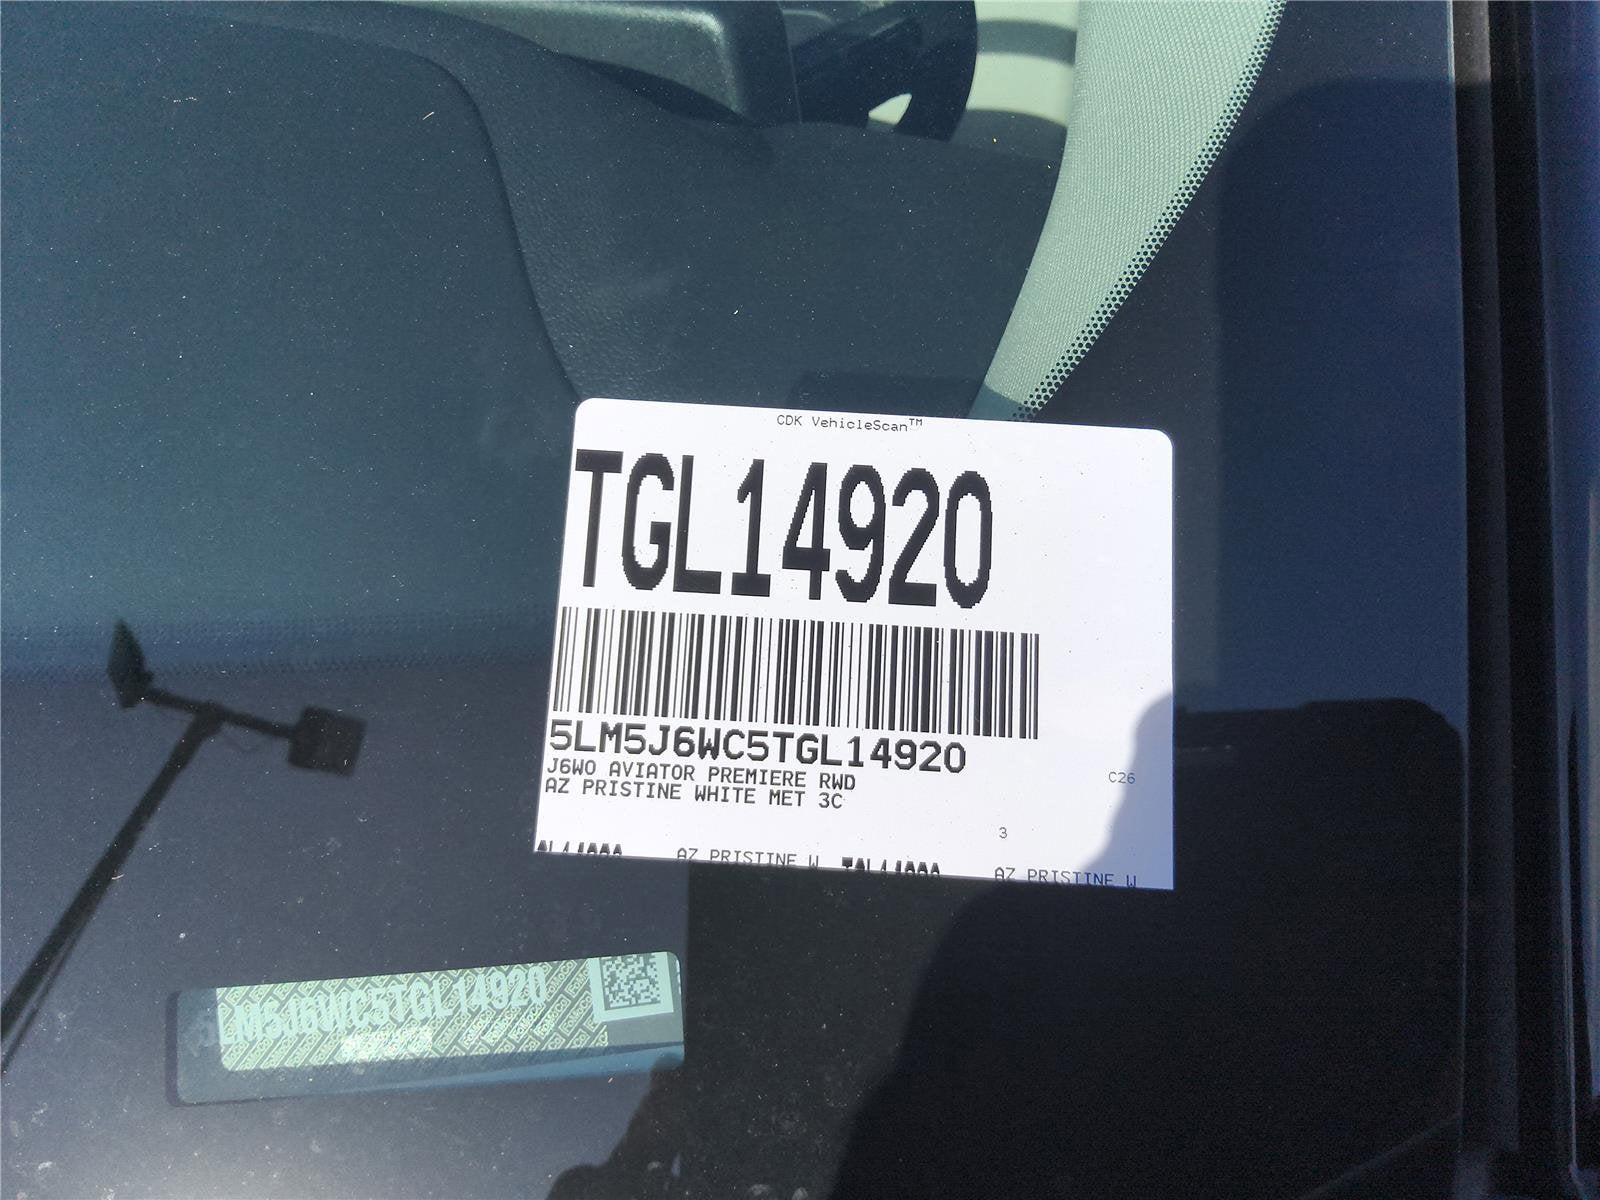 CDK VehicleScan™
TGL14920
5LM5J6WC5TGL14920
J6W0 AVIATOR PREMIERE RWD
AZ PRISTINE WHITE MET 3C
C26
3
AZ PRISTINE W
AZ PRISTINE W
5LM5J6WC5TGL14920